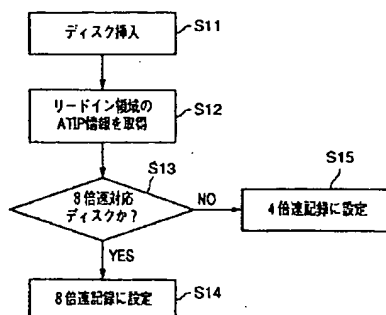 ディスク挿入
S11
リードイン領域の
ATIP情報を取得
S12
8倍速対応
ディスクか?
S13
NO
S15
4倍速記録に設定
YES
8倍速記録に設定
S14